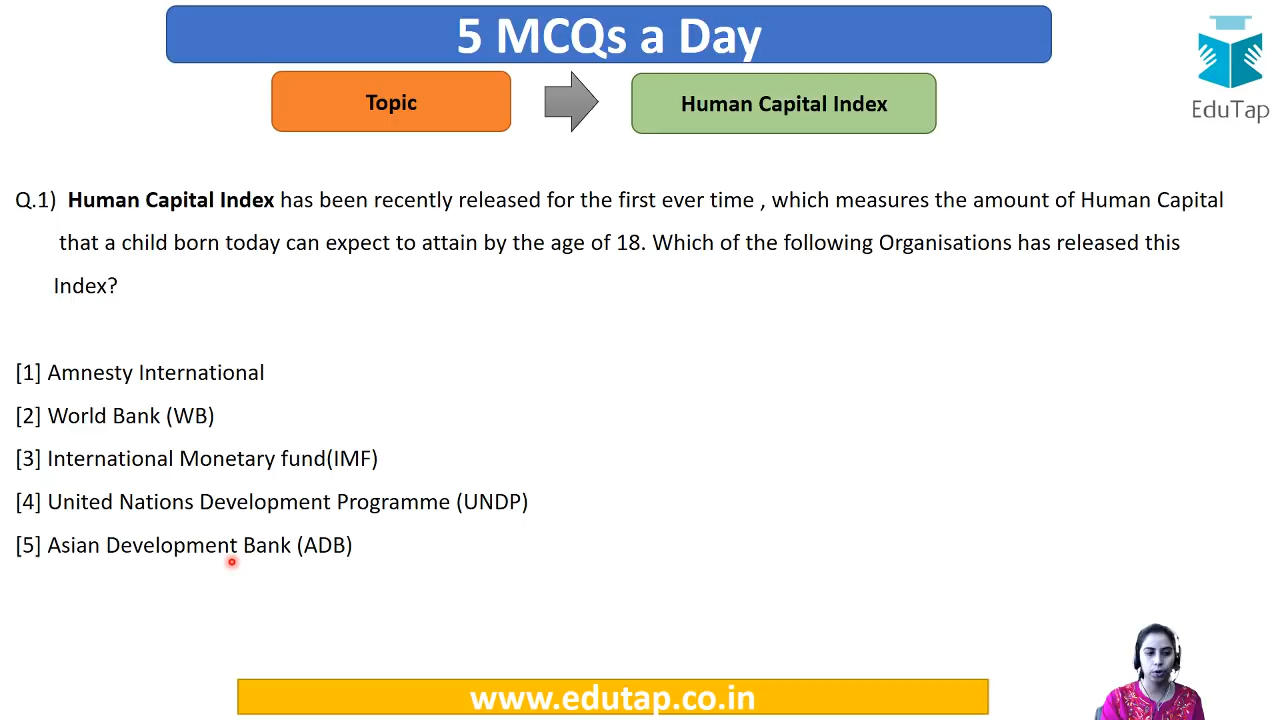 5 MCQs a Day
EduTap
Topic
Human Capital Index
Q.1) Human Capital Index has been recently released for the first ever time , which measures the amount of Human Capital
that a child born today can expect to attain by the age of 18. Which of the following Organisations has released this
Index?
[1] Amnesty International
[2] World Bank (WB)
[3] International Monetary fund(IMF)
[4] United Nations Development Programme (UNDP)
[5] Asian Development Bank (ADB)
www.edutap.co.in